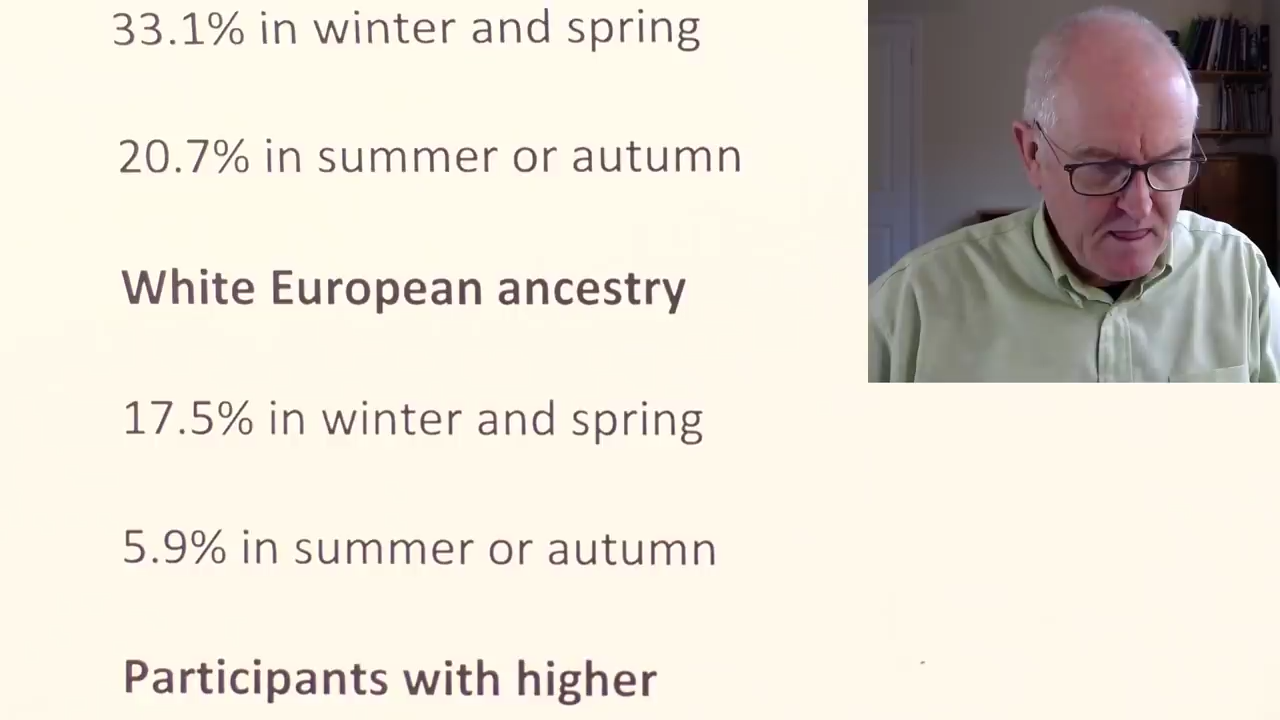 33.1% in winter and spring
20.7% in summer or autumn
White European ancestry
17.5% in winter and spring
5.9% in summer or autumn
Participants with higher